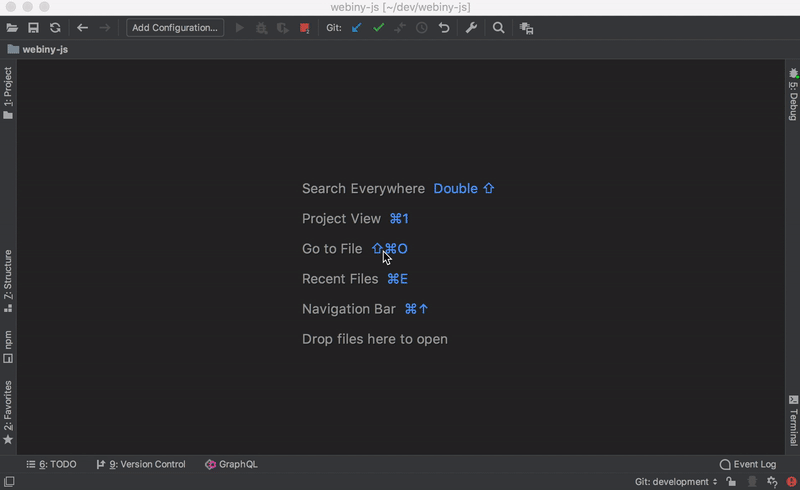 webiny-js [~/dev/webiny-js]
Add Configuration...
Git:
webiny-js
1: Project
Z: Structure
npm
2: Favorites
Search Everywhere Double ⇧
Project View ⌘1
Go to File ⇧⌘O
Recent Files ⌘E
Navigation Bar ⌘↑
Drop files here to open
5: Debug
Terminal
6: TODO
9: Version Control
GraphQL
Event Log
Git: development